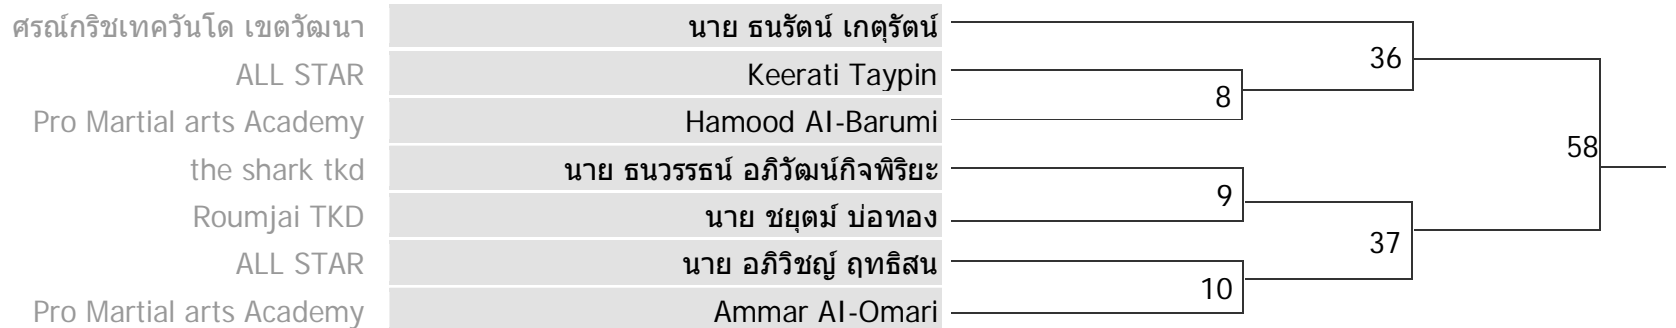 ศรณ์กริชเทควันโด เขตวัฒนา นาย ธนรัตน์ เกตุรัตน์
36
ALL STAR Keerati Taypin
8
Pro Martial arts Academy Hamood Al-Barumi
58
the shark tkd นาย ธนวรรธน์ อภิวัฒน์กิจพิริยะ
9
Roumjai TKD นาย ชยุตม์ บ่อทอง
37
ALL STAR นาย อภิวิชญ์ ฤทธิสน
10
Pro Martial arts Academy Ammar Al-Omari